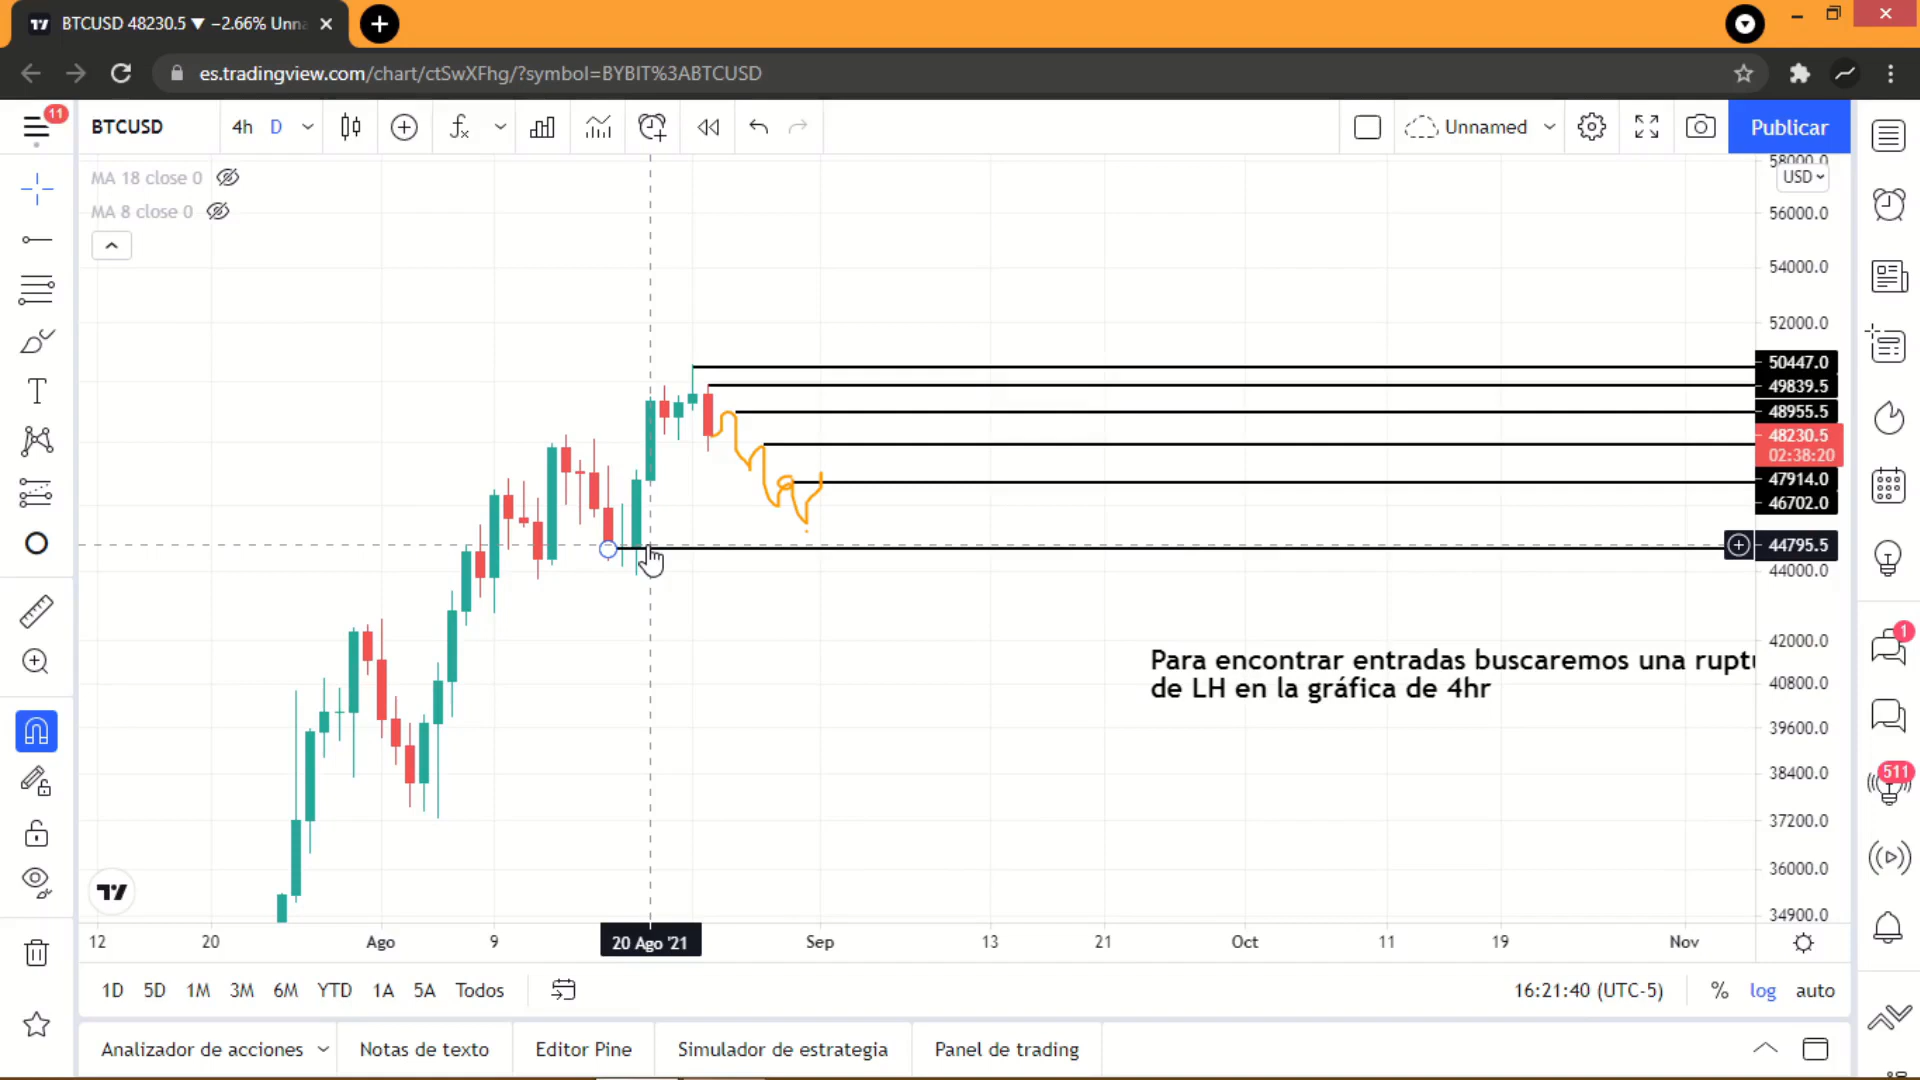 BTCUSD 48230.5 ▼ −2.66% Unn
es.tradingview.com/chart/ctSwXFhg/?symbol=BYBIT%3ABTCUSD
11
BTCUSD
4h
D
Unnamed
Publicar
MA 18 close 0
MA 8 close 0
58000.0
USD
56000.0
54000.0
52000.0
50447.0
49839.5
48955.5
48230.5
02:38:20
47914.0
46702.0
44795.5
44000.0
42000.0
40800.0
39600.0
38400.0
37200.0
36000.0
34900.0
Para encontrar entradas buscaremos una ruptu
de LH en la gráfica de 4hr
1
511
12
20
Ago
9
20 Ago '21
Sep
13
21
Oct
11
19
Nov
1D
5D
1M
3M
6M
YTD
1A
5A
Todos
16:21:40 (UTC-5)
%
log
auto
Analizador de acciones
Notas de texto
Editor Pine
Simulador de estrategia
Panel de trading